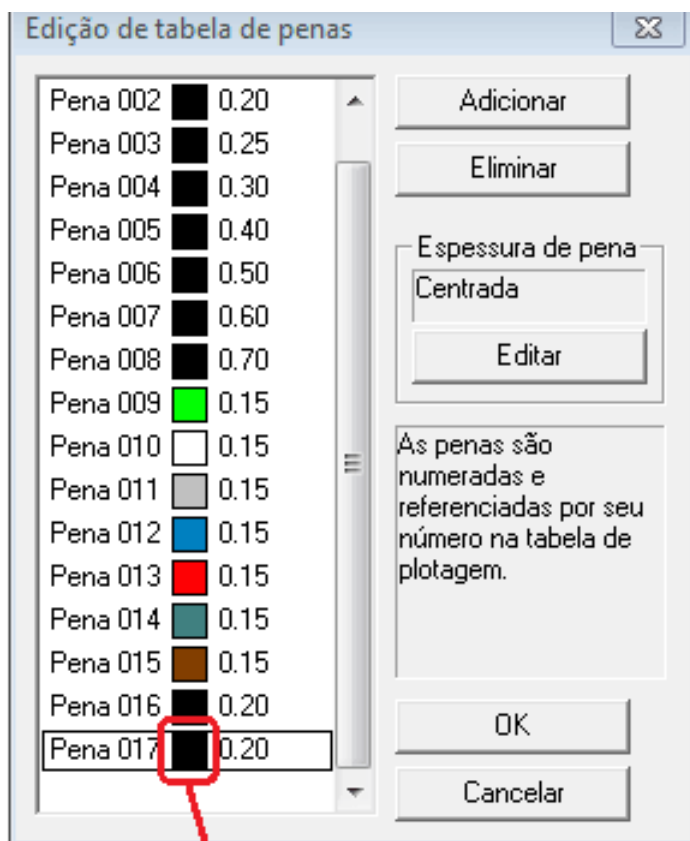 Edição de tabela de penas
Pena 002 0.20
Pena 003 0.25
Pena 004 0.30
Pena 005 0.40
Pena 006 0.50
Pena 007 0.60
Pena 008 0.70
Pena 009 0.15
Pena 010 0.15
Pena 011 0.15
Pena 012 0.15
Pena 013 0.15
Pena 014 0.15
Pena 015 0.15
Pena 016 0.20
Pena 017 0.20
Adicionar
Eliminar
Espessura de pena
Centrada
Editar
As penas são
numeradas e
referenciadas por seu
número na tabela de
plotagem.
OK
Cancelar